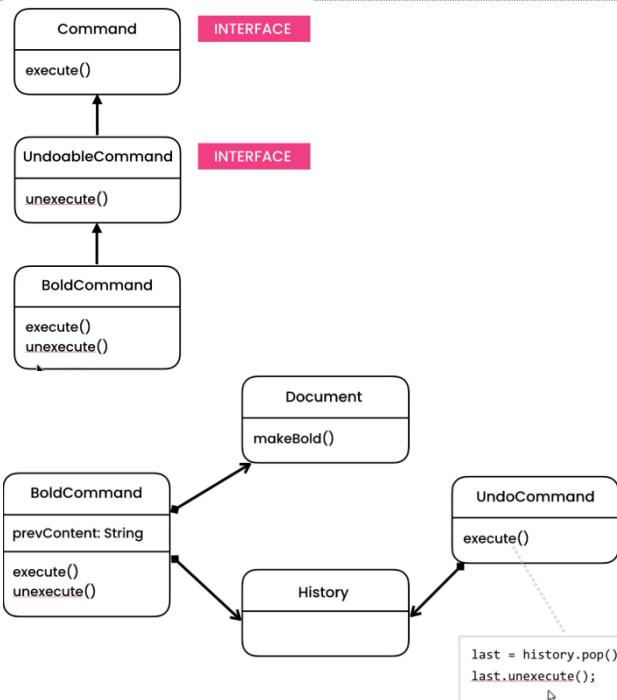 Command
INTERFACE
execute()
UndoableCommand
INTERFACE
unexecute()
BoldCommand
execute()
unexecute()
Document
makeBold()
BoldCommand
prevContent: String
execute()
unexecute()
UndoCommand
execute()
History
last = history.pop()
last.unexecute();